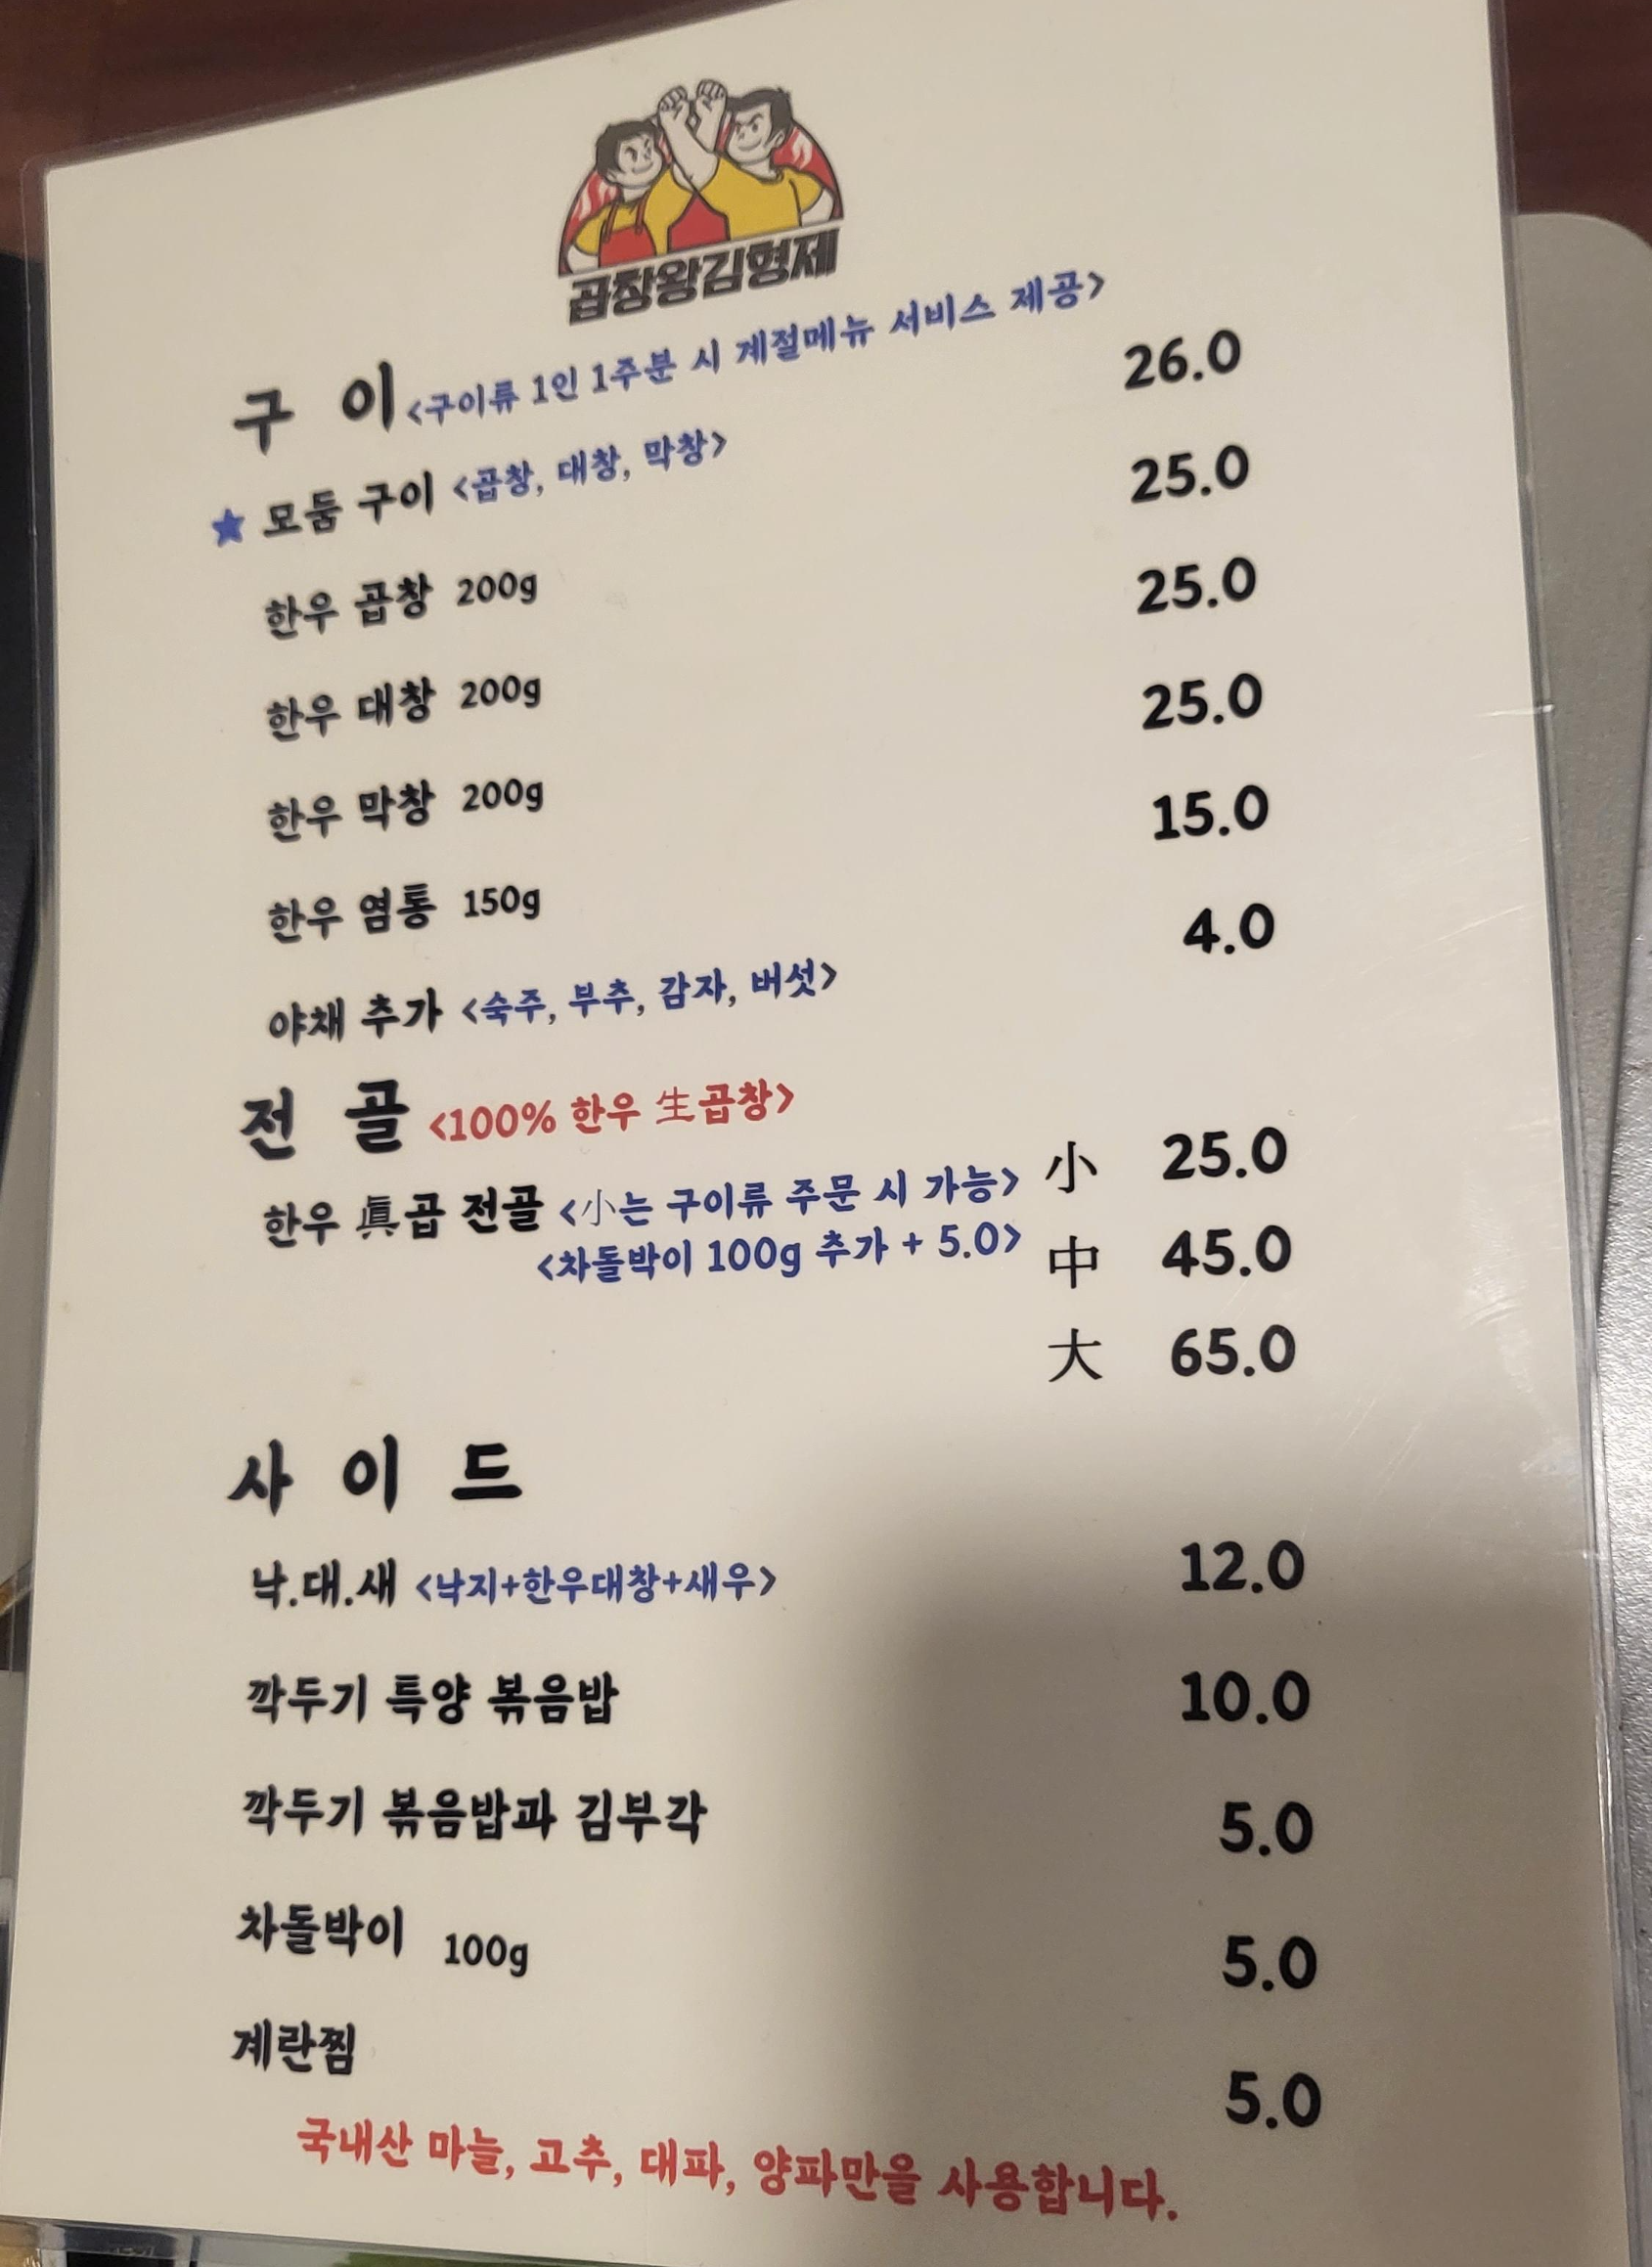 곱창왕김형제
구 이 <구이류 1인 1주분 시 계절메뉴 서비스 제공>
★ 모둠 구이 <곱창, 대창, 막창> 26.0
한우 곱창 200g 25.0
한우 대창 200g 25.0
한우 막창 200g 25.0
한우 염통 150g 15.0
야채 추가 <숙주, 부추, 감자, 버섯> 4.0
전 골 <100% 한우 生곱창>
한우 眞곱 전골 <小는 구이류 주문 시 가능> 小 25.0
<차돌박이 100g 추가 + 5.0> 中 45.0
大 65.0
사 이 드
낙.대.새 <낙지+한우대창+새우> 12.0
깍두기 특양 볶음밥 10.0
깍두기 볶음밥과 김부각 5.0
차돌박이 100g 5.0
계란찜 5.0
국내산 마늘, 고추, 대파, 양파만을 사용합니다.